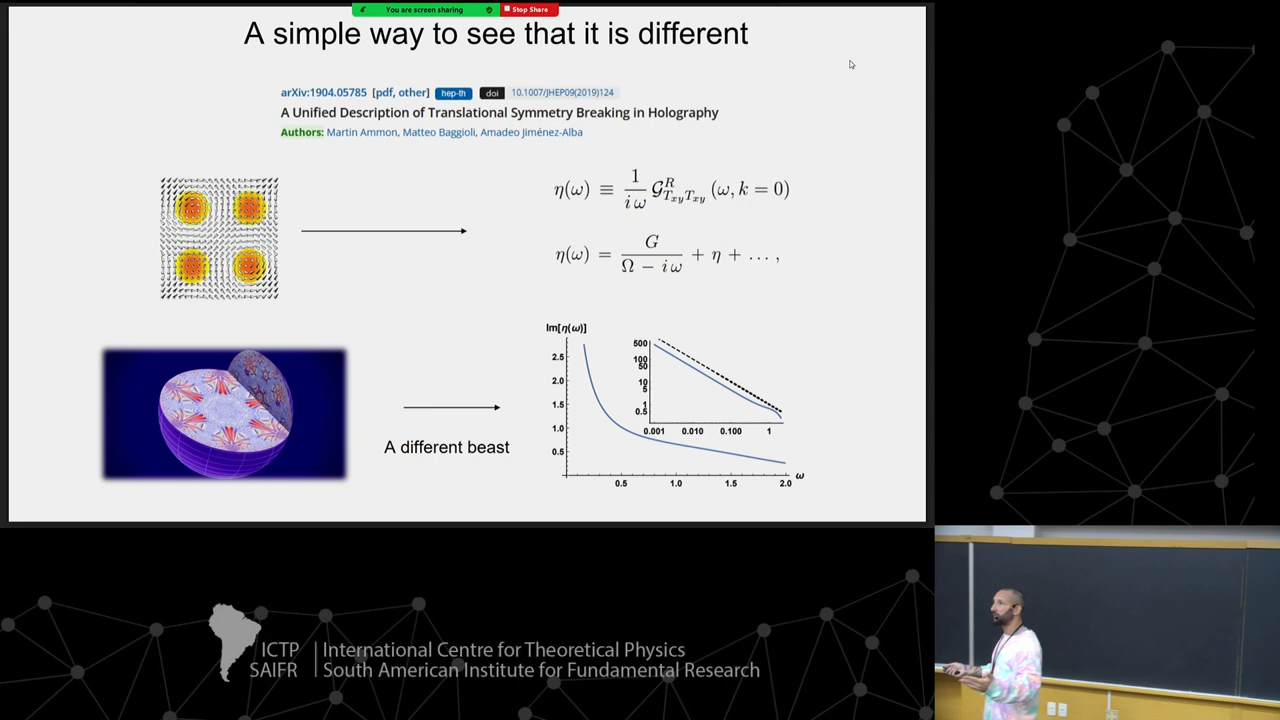 You are screen sharing
Stop Share
A simple way to see that it is different
arXiv:1904.05785 [pdf, other] hep-th doi 10.1007/JHEP09(2019)124
A Unified Description of Translational Symmetry Breaking in Holography
Authors: Martin Ammon, Matteo Baggioli, Amadeo Jiménez-Alba
η(ω) ≡ 1/(i ω) 𝒢^R_{T_{xy}T_{xy}} (ω, k = 0)
η(ω) = G/(Ω − i ω) + η + … ,
A different beast
Im[η(ω)]
2.5
2.0
1.5
1.0
0.5
0.5 1.0 1.5 2.0
ω
500
100
50
10
5
1
0.5
0.001 0.010 0.100 1
ICTP | International Centre for Theoretical Physics
SAIFR | South American Institute for Fundamental Research